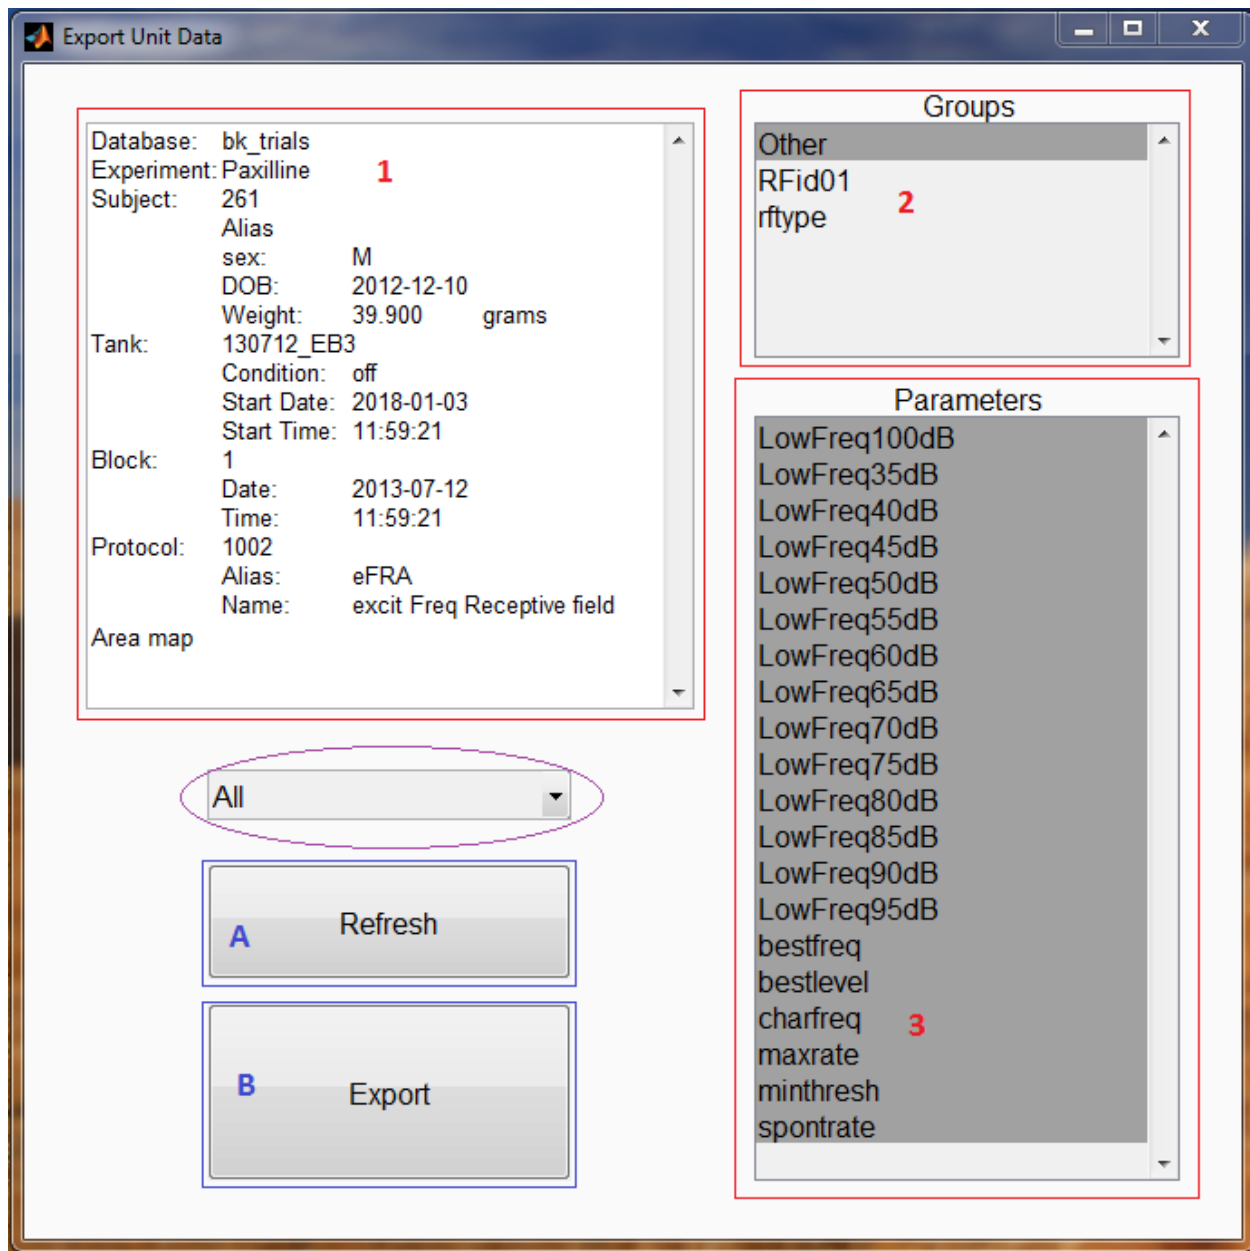 Export Unit Data
Database: bk_trials
Experiment: Paxilline
1
Subject: 261
Alias
sex: M
DOB: 2012-12-10
Weight: 39.900 grams
Tank: 130712_EB3
Condition: off
Start Date: 2018-01-03
Start Time: 11:59:21
Block: 1
Date: 2013-07-12
Time: 11:59:21
Protocol: 1002
Alias: eFRA
Name: excit Freq Receptive field
Area map
All
A Refresh
B Export
Groups
Other
RFid01
2
rftype
Parameters
LowFreq100dB
LowFreq35dB
LowFreq40dB
LowFreq45dB
LowFreq50dB
LowFreq55dB
LowFreq60dB
LowFreq65dB
LowFreq70dB
LowFreq75dB
LowFreq80dB
LowFreq85dB
LowFreq90dB
LowFreq95dB
bestfreq
bestlevel
charfreq 3
maxrate
minthresh
spontrate